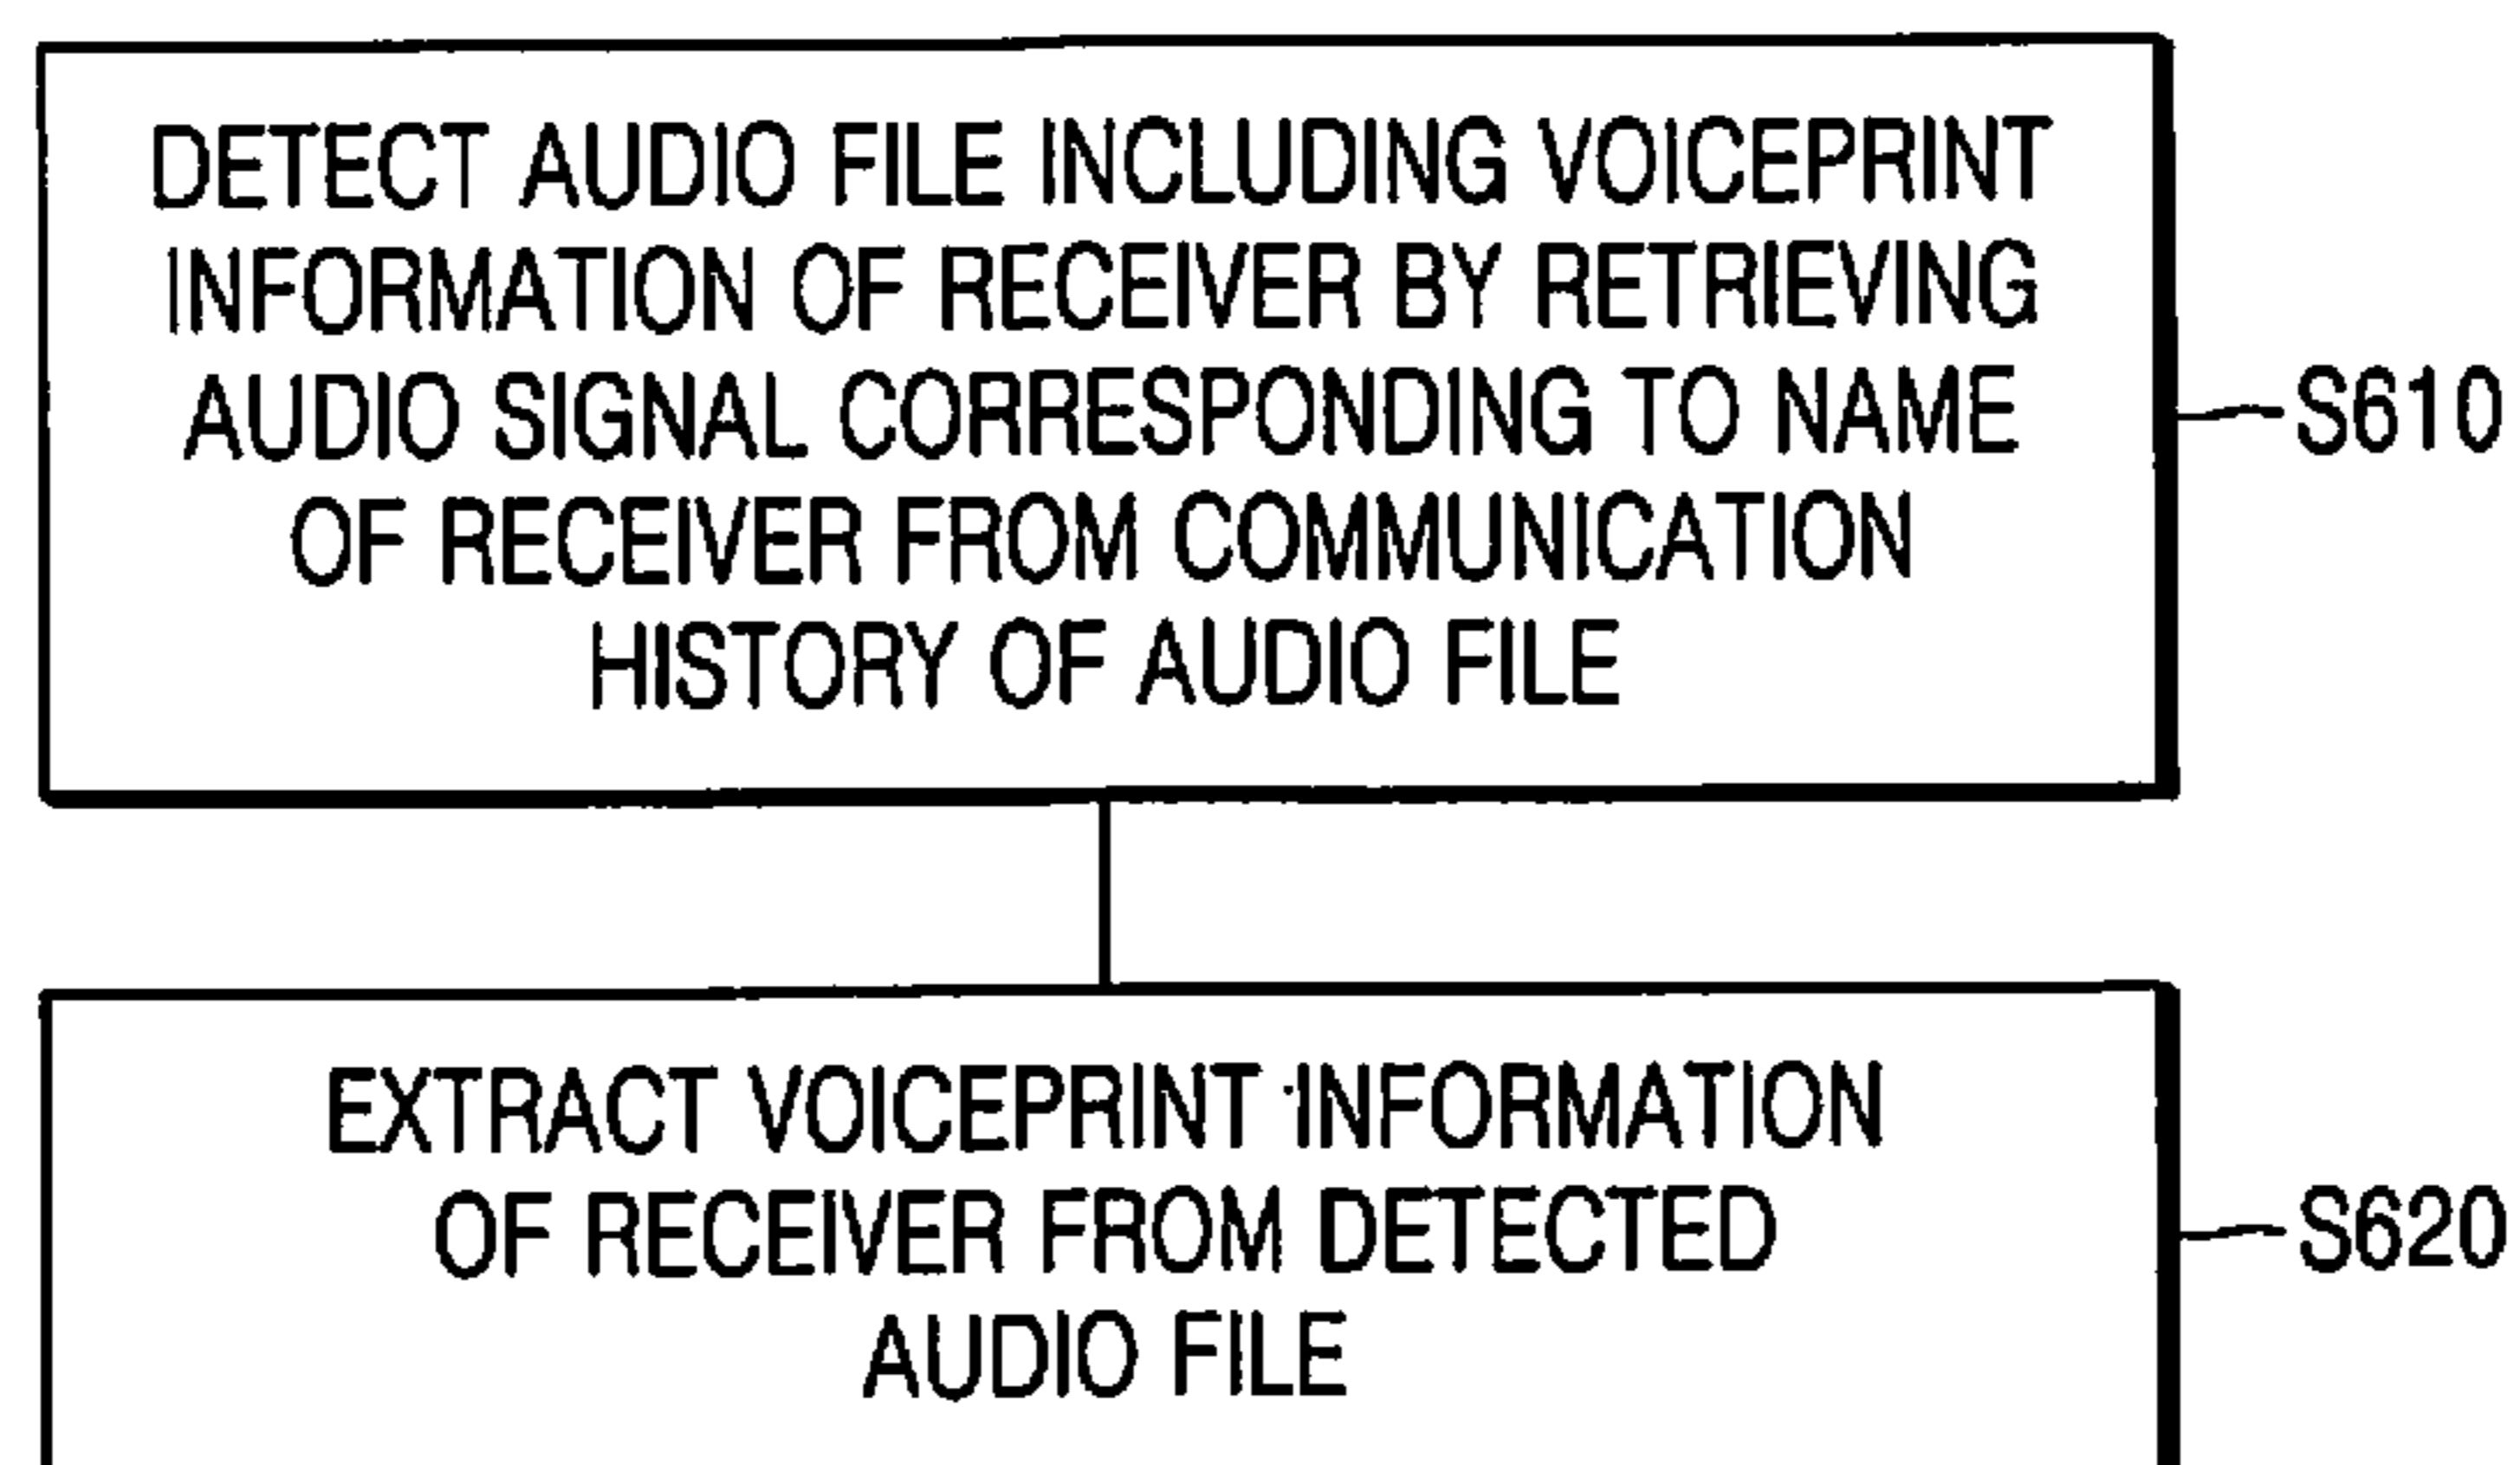 DETECT AUDIO FILE INCLUDING VOICEPRINT
INFORMATION OF RECEIVER BY RETRIEVING
AUDIO SIGNAL CORRESPONDING TO NAME
OF RECEIVER FROM COMMUNICATION
HISTORY OF AUDIO FILE
S610
EXTRACT VOICEPRINT INFORMATION
OF RECEIVER FROM DETECTED
AUDIO FILE
S620